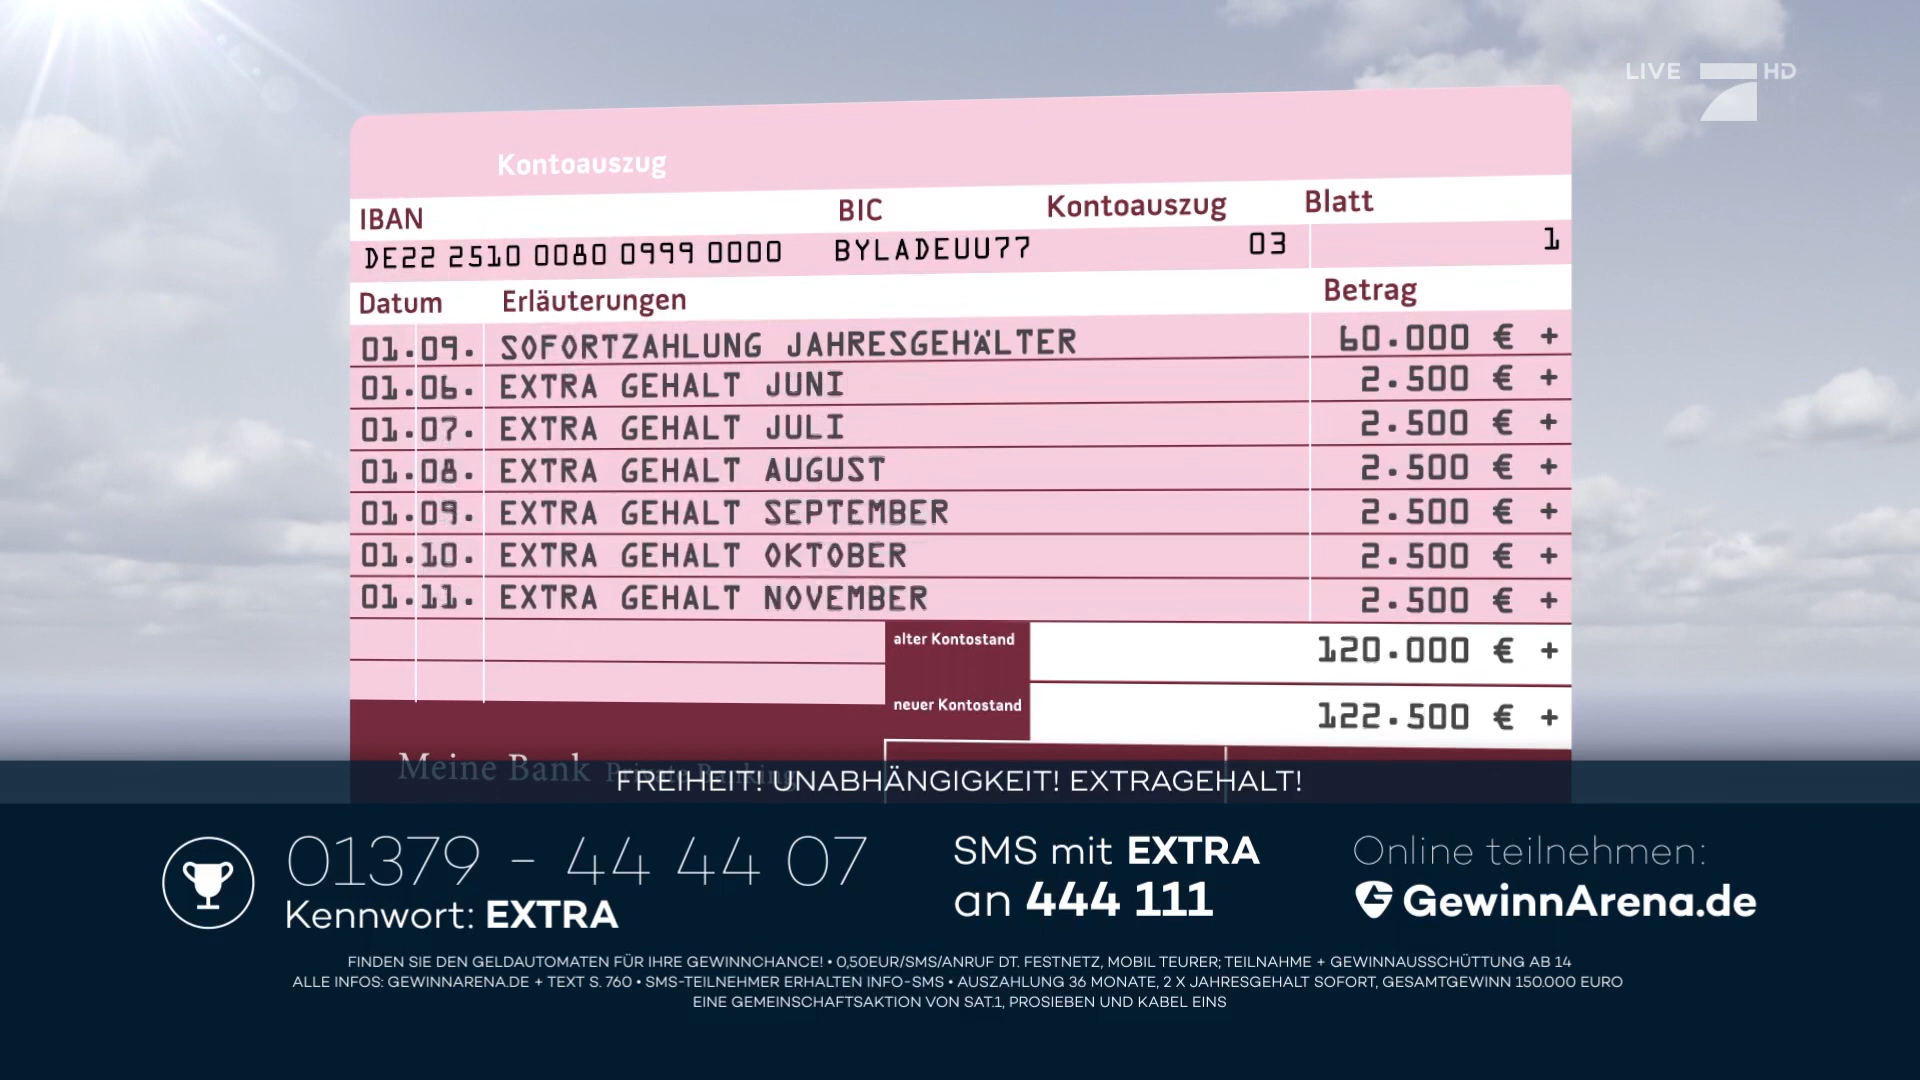 LIVE HD
Kontoauszug
IBAN BIC Kontoauszug Blatt
DE22 2510 0080 0999 0000 BYLADEUU77 03 1
Datum Erläuterungen Betrag
01.09. SOFORTZAHLUNG JAHRESGEHÄLTER 60.000 € +
01.06. EXTRA GEHALT JUNI 2.500 € +
01.07. EXTRA GEHALT JULI 2.500 € +
01.08. EXTRA GEHALT AUGUST 2.500 € +
01.09. EXTRA GEHALT SEPTEMBER 2.500 € +
01.10. EXTRA GEHALT OKTOBER 2.500 € +
01.11. EXTRA GEHALT NOVEMBER 2.500 € +
alter Kontostand 120.000 € +
neuer Kontostand 122.500 € +
Meine Bank Private Banking
FREIHEIT! UNABHÄNGIGKEIT! EXTRAGEHALT!
01379 - 44 44 07
Kennwort: EXTRA
SMS mit EXTRA
an 444 111
Online teilnehmen:
GewinnArena.de
FINDEN SIE DEN GELDAUTOMATEN FÜR IHRE GEWINNCHANCE! • 0,50EUR/SMS/ANRUF DT. FESTNETZ, MOBIL TEURER; TEILNAHME + GEWINNAUSSCHÜTTUNG AB 14
ALLE INFOS: GEWINNARENA.DE + TEXT S. 760 • SMS-TEILNEHMER ERHALTEN INFO-SMS • AUSZAHLUNG 36 MONATE, 2 X JAHRESGEHALT SOFORT, GESAMTGEWINN 150.000 EURO
EINE GEMEINSCHAFTSAKTION VON SAT.1, PROSIEBEN UND KABEL EINS